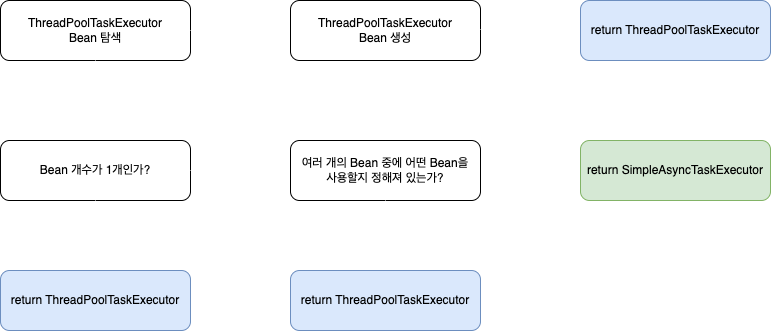 ThreadPoolTaskExecutor
Bean 탐색
ThreadPoolTaskExecutor
Bean 생성
return ThreadPoolTaskExecutor
Bean 개수가 1개인가?
여러 개의 Bean 중에 어떤 Bean을
사용할지 정해져 있는가?
return SimpleAsyncTaskExecutor
return ThreadPoolTaskExecutor
return ThreadPoolTaskExecutor